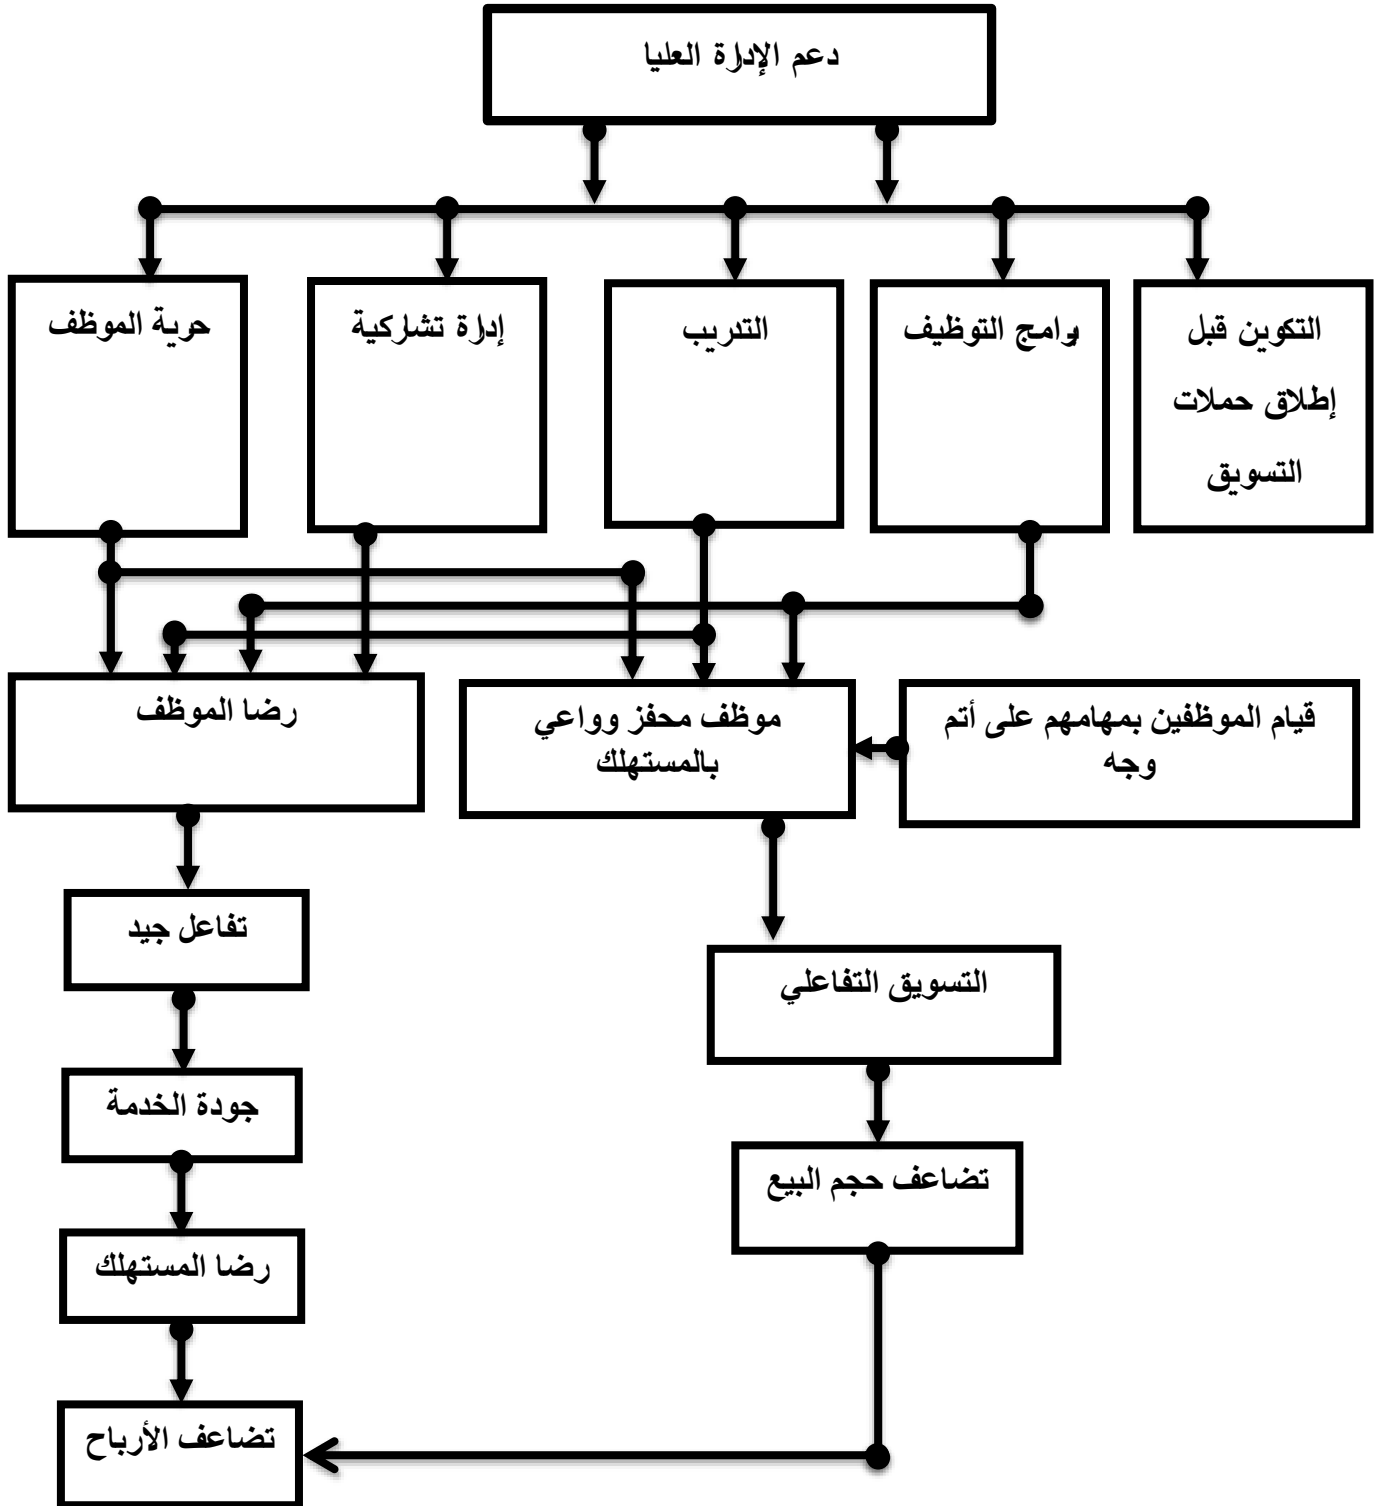 دعم الإدارة العليا
التكوين قبل
إطلاق حملات
التسويق
برامج التوظيف
التدريب
إدارة تشاركية
حرية الموظف
قيام الموظفين بمهامهم على أتم
وجه
موظف محفز وواعي
بالمستهلك
رضا الموظف
تفاعل جيد
التسويق التفاعلي
جودة الخدمة
تضاعف حجم البيع
رضا المستهلك
تضاعف الأرباح